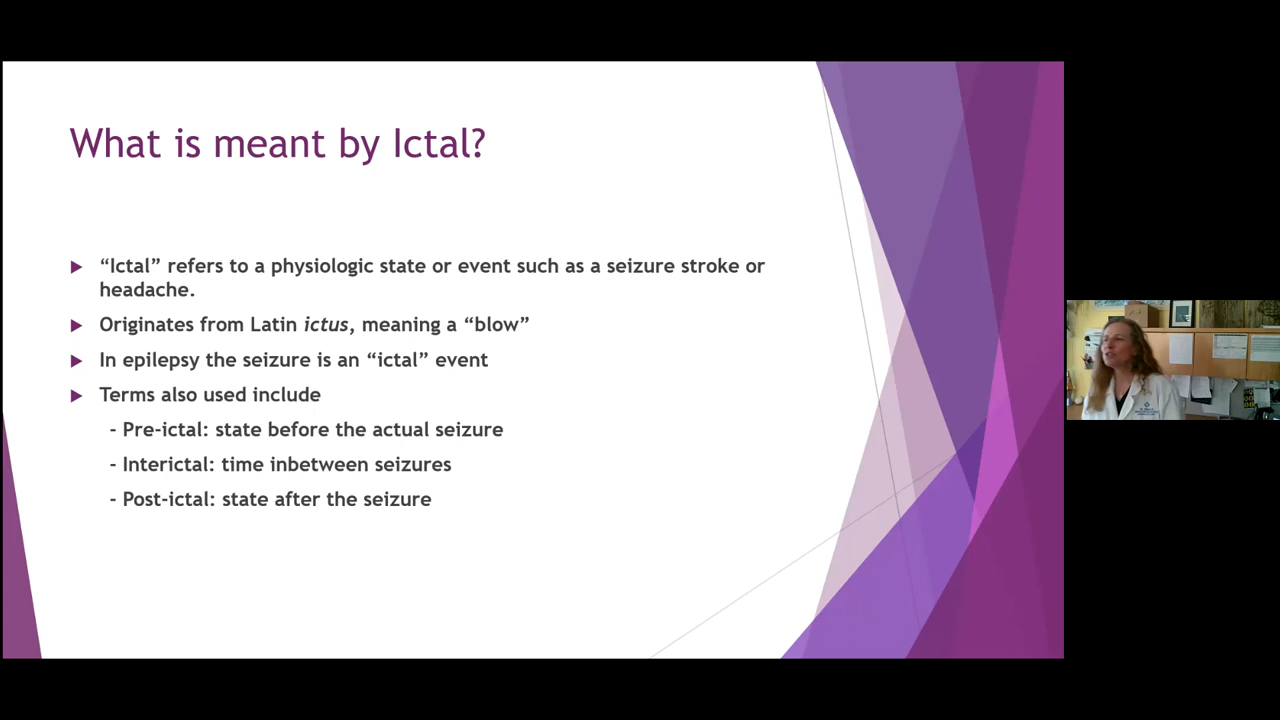 What is meant by Ictal?
“Ictal” refers to a physiologic state or event such as a seizure stroke or
headache.
Originates from Latin ictus, meaning a “blow”
In epilepsy the seizure is an “ictal” event
Terms also used include
- Pre-ictal: state before the actual seizure
- Interictal: time inbetween seizures
- Post-ictal: state after the seizure